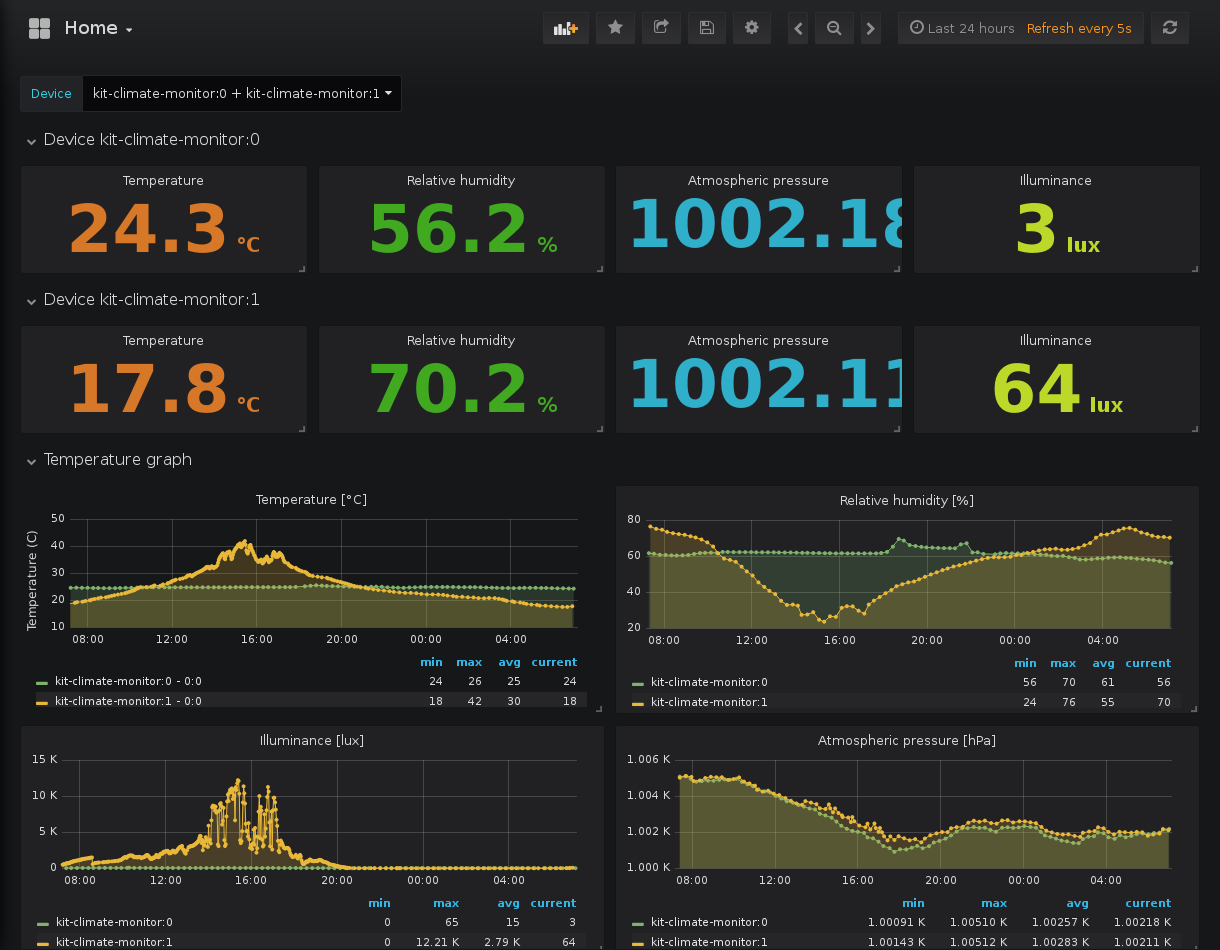 Home
Last 24 hours Refresh every 5s
Device kit-climate-monitor:0 + kit-climate-monitor:1
Device kit-climate-monitor:0
Temperature Relative humidity Atmospheric pressure Illuminance
24.3 °C 56.2 % 1002.18 3 lux
Device kit-climate-monitor:1
Temperature Relative humidity Atmospheric pressure Illuminance
17.8 °C 70.2 % 1002.11 64 lux
Temperature graph
Temperature [°C]
Temperature (C)
50
40
30
20
10
08:00 12:00 16:00 20:00 00:00 04:00
min max avg current
kit-climate-monitor:0 - 0:0 24 26 25 24
kit-climate-monitor:1 - 0:0 18 42 30 18
Relative humidity [%]
80
60
40
20
08:00 12:00 16:00 20:00 00:00 04:00
min max avg current
kit-climate-monitor:0 56 70 61 56
kit-climate-monitor:1 24 76 55 70
Illuminance [lux]
15 K
10 K
5 K
0
08:00 12:00 16:00 20:00 00:00 04:00
min max avg current
kit-climate-monitor:0 0 65 15 3
kit-climate-monitor:1 0 12.21 K 2.79 K 64
Atmospheric pressure [hPa]
1.006 K
1.004 K
1.002 K
1.000 K
08:00 12:00 16:00 20:00 00:00 04:00
min max avg current
kit-climate-monitor:0 1.00091 K 1.00510 K 1.00257 K 1.00218 K
kit-climate-monitor:1 1.00143 K 1.00512 K 1.00283 K 1.00211 K